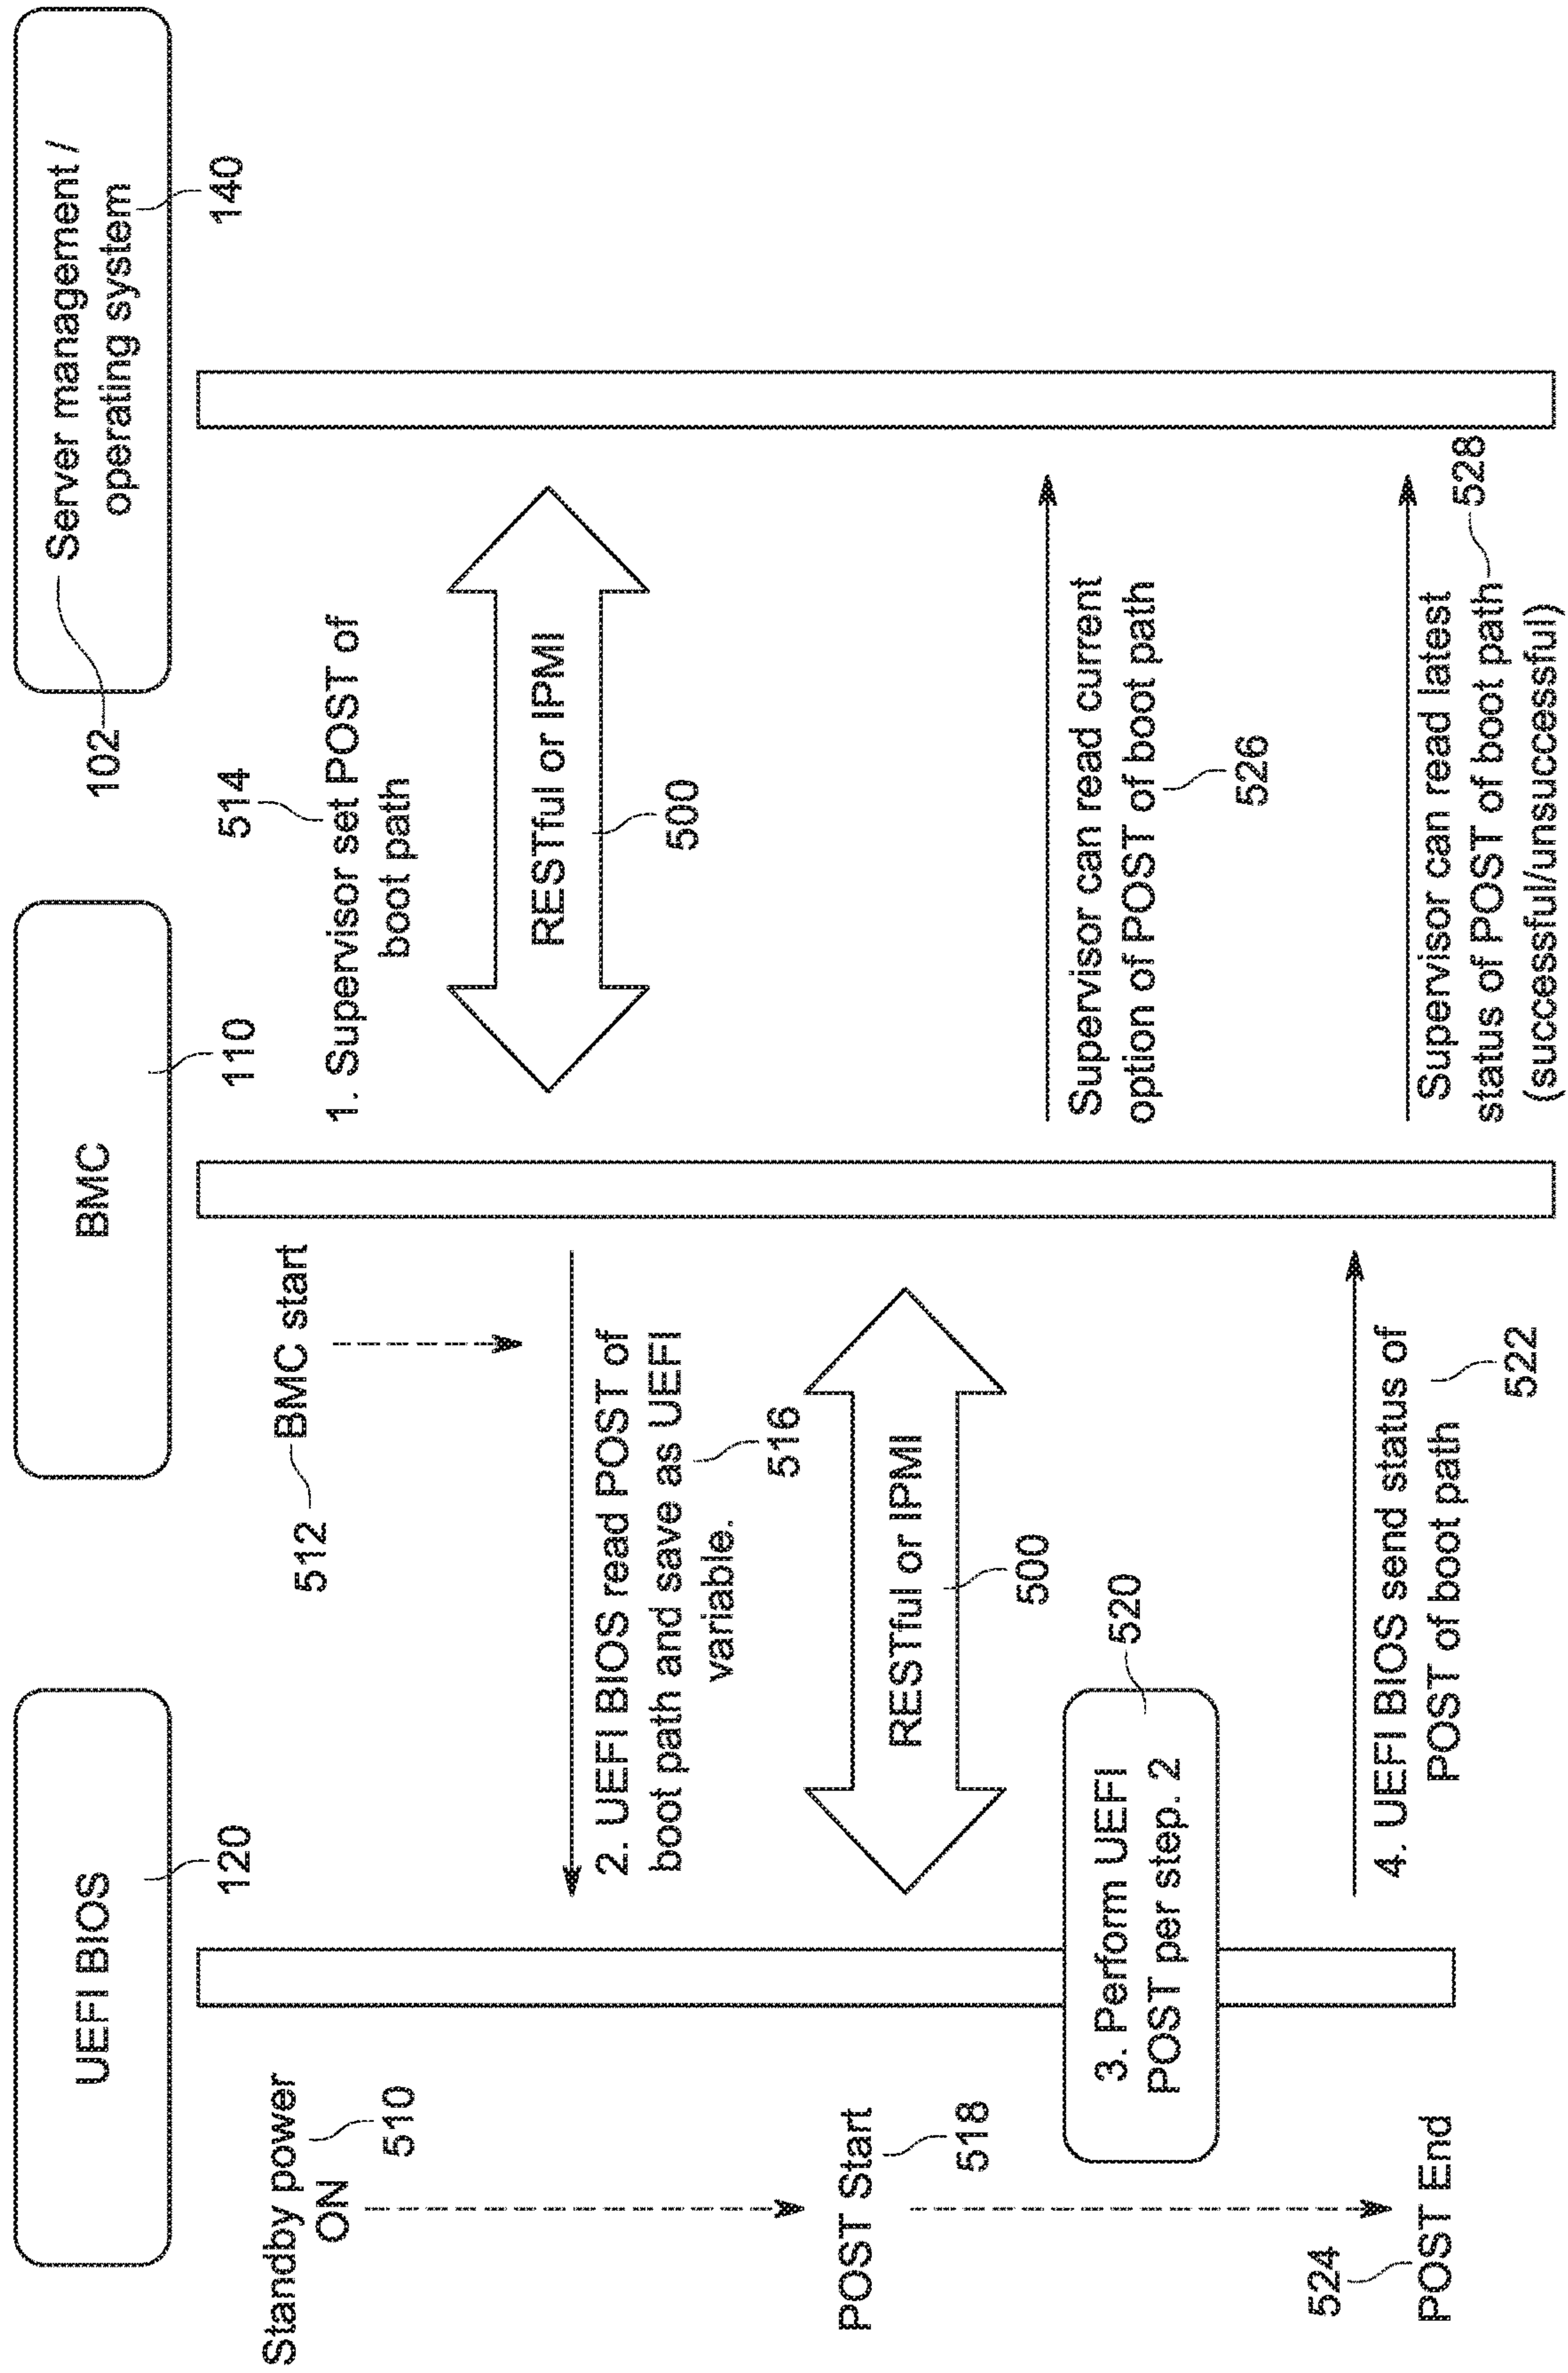 UEFI BIOS
120
BMC
110
Server management /
operating system
102
140
Standby power
ON
510
512
BMC start
514
1. Supervisor set POST of
boot path
RESTful or IPMI
500
2. UEFI BIOS read POST of
boot path and save as UEFI
variable.
516
RESTful or IPMI
500
POST Start
518
520
3. Perform UEFI
POST per step. 2
Supervisor can read current
option of POST of boot path
526
4. UEFI BIOS send status of
POST of boot path
522
524
POST End
Supervisor can read latest
status of POST of boot path
(successful/unsuccessful)
528